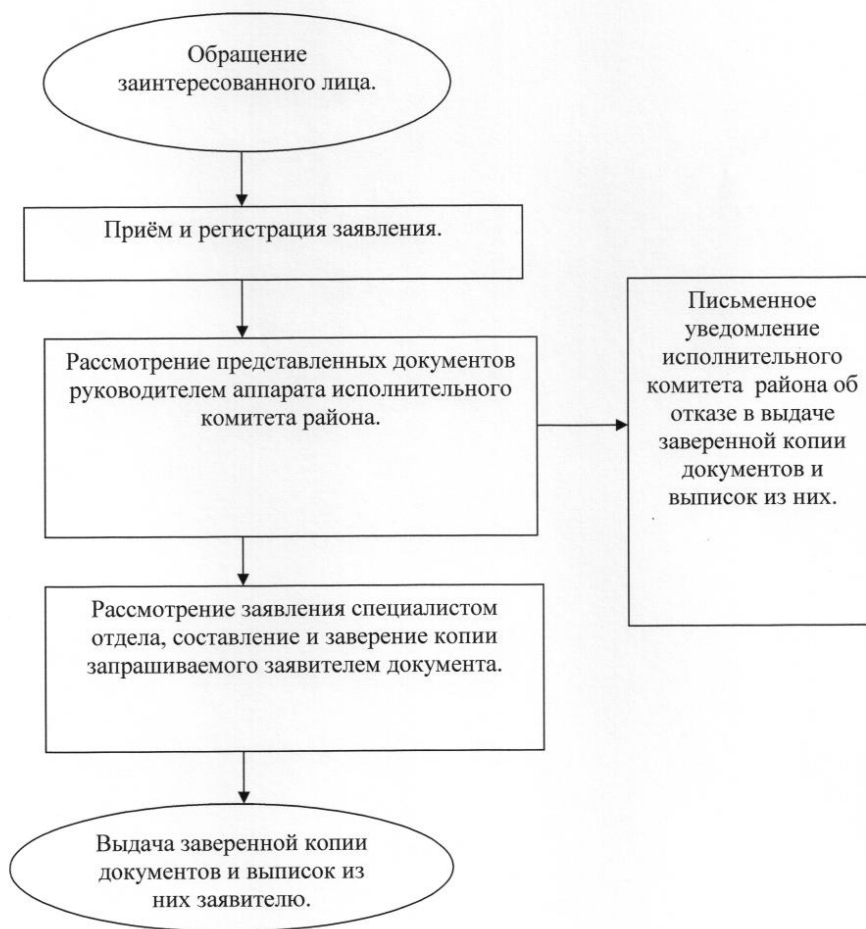 Обращение
заинтересованного лица.
Приём и регистрация заявления.
Рассмотрение представленных документов
руководителем аппарата исполнительного
комитета района.
Письменное
уведомление
исполнительного
комитета района об
отказе в выдаче
заверенной копии
документов и
выписок из них.
Рассмотрение заявления специалистом
отдела, составление и заверение копии
запрашиваемого заявителем документа.
Выдача заверенной копии
документов и выписок из
них заявителю.